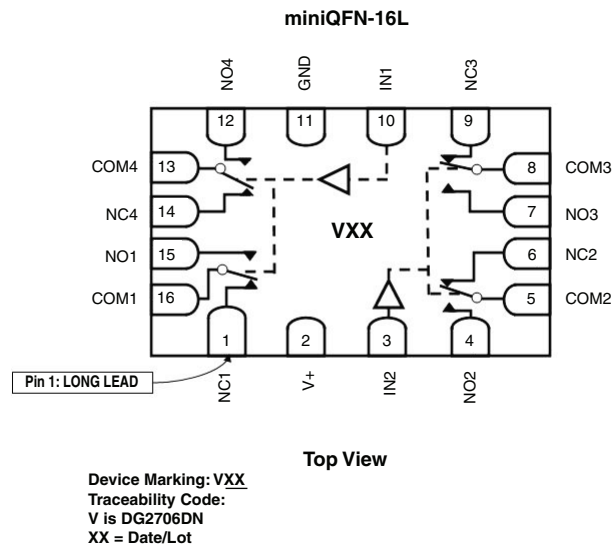 miniQFN-16L
NO4
GND
IN1
NC3
12
11
10
9
COM4
13
8
COM3
NC4
14
7
NO3
VXX
NO1
15
6
NC2
COM1
16
5
COM2
1
2
3
4
Pin 1: LONG LEAD
NC1
V+
IN2
NO2
Top View
Device Marking: VXX
Traceability Code:
V is DG2706DN
XX = Date/Lot